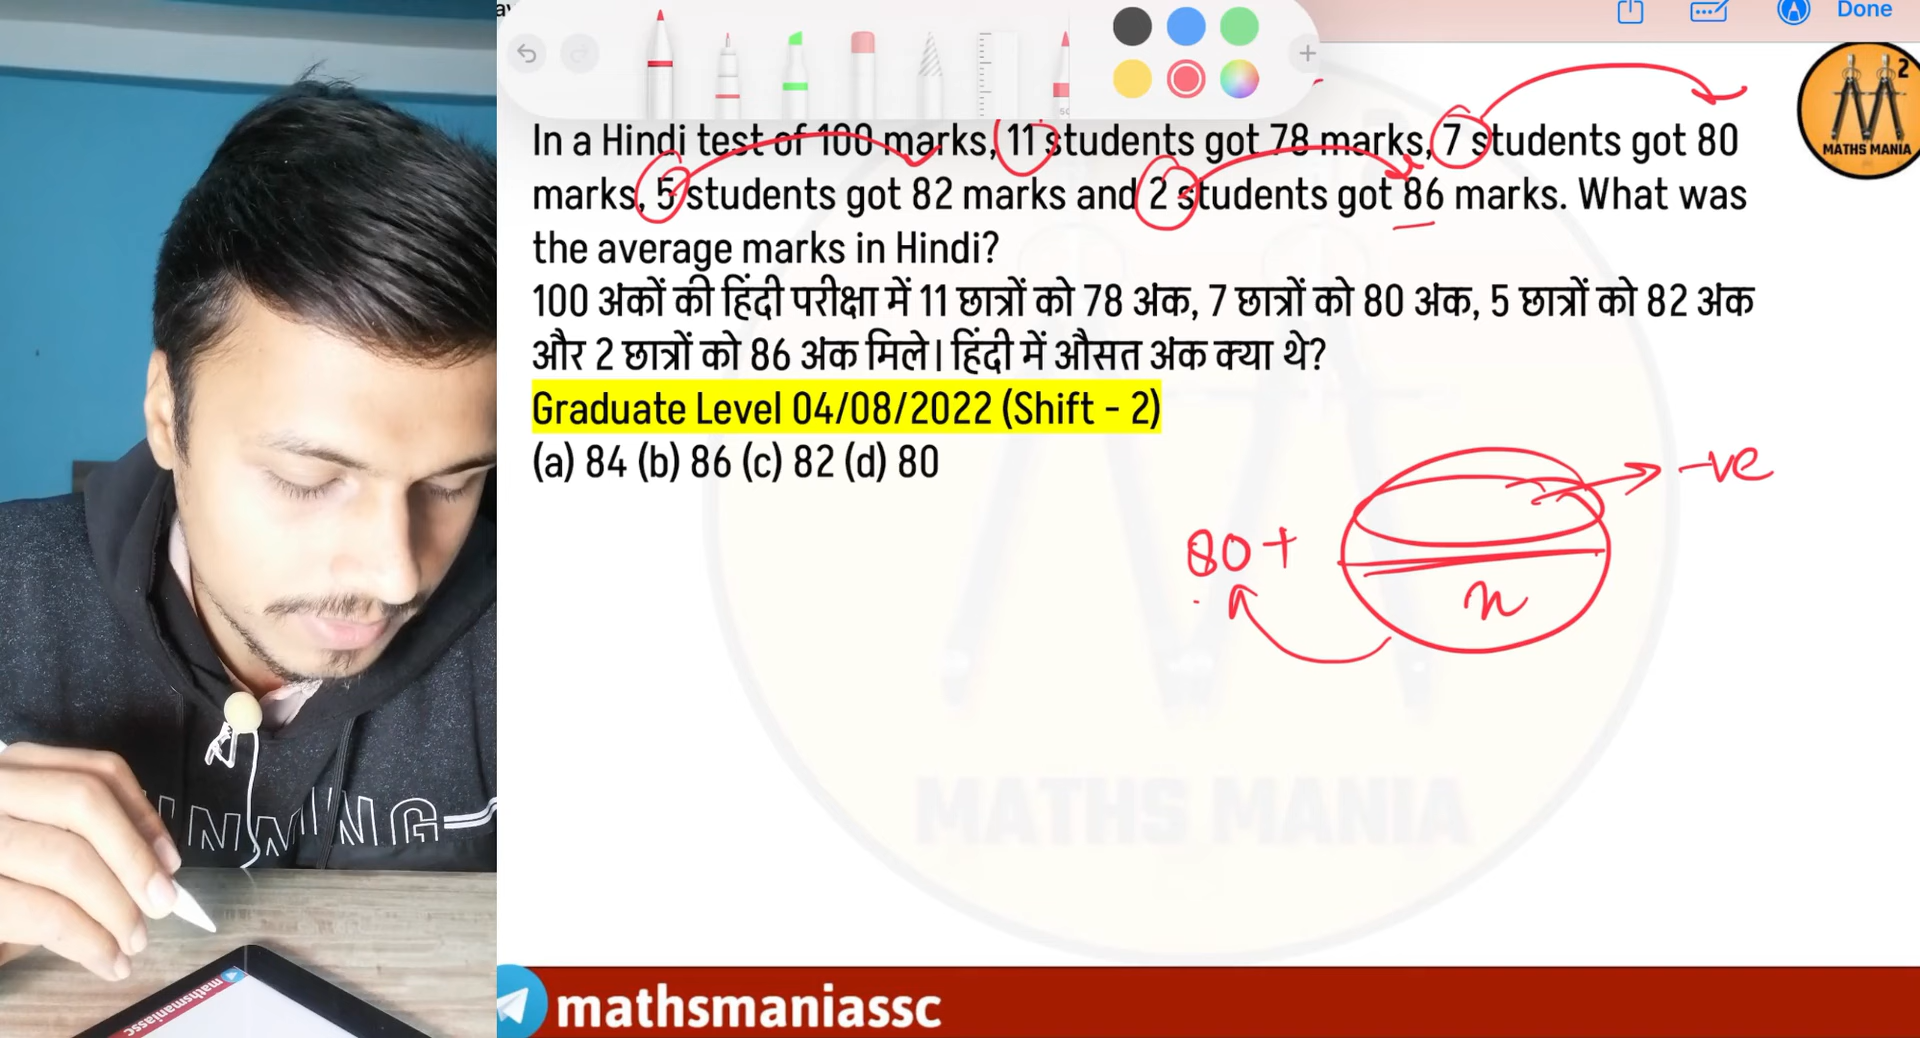 Done
2
MATHS MANIA
In a Hindi test of 100 marks, 11 students got 78 marks, 7 students got 80
marks, 5 students got 82 marks and 2 students got 86 marks. What was
the average marks in Hindi?
100 अंकों की हिंदी परीक्षा में 11 छात्रों को 78 अंक, 7 छात्रों को 80 अंक, 5 छात्रों को 82 अंक
और 2 छात्रों को 86 अंक मिले। हिंदी में औसत अंक क्या थे?
Graduate Level 04/08/2022 (Shift - 2)
(a) 84 (b) 86 (c) 82 (d) 80
-ve
80+
n
MATHS MANIA
mathsmaniassc
mathsmaniassc